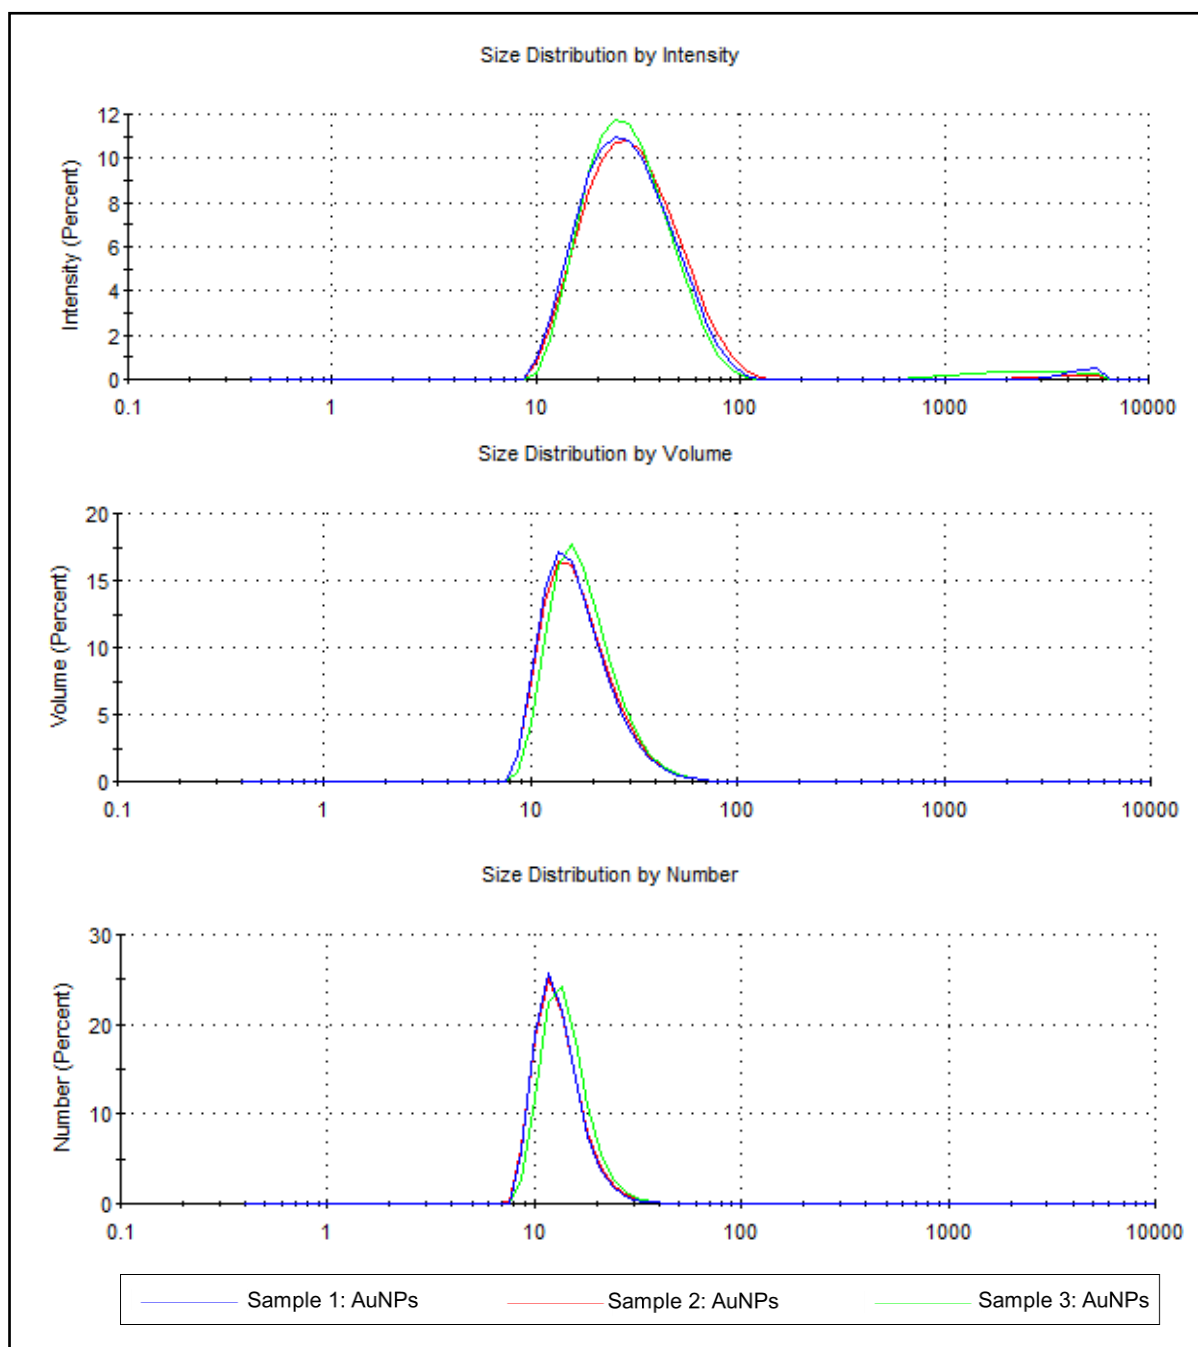 Size Distribution by Intensity
Intensity (Percent)
12
10
8
6
4
2
0
0.1 1 10 100 1000 10000
Size Distribution by Volume
Volume (Percent)
20
15
10
5
0
0.1 1 10 100 1000 10000
Size Distribution by Number
Number (Percent)
30
20
10
0
0.1 1 10 100 1000 10000
Sample 1: AuNPs Sample 2: AuNPs Sample 3: AuNPs